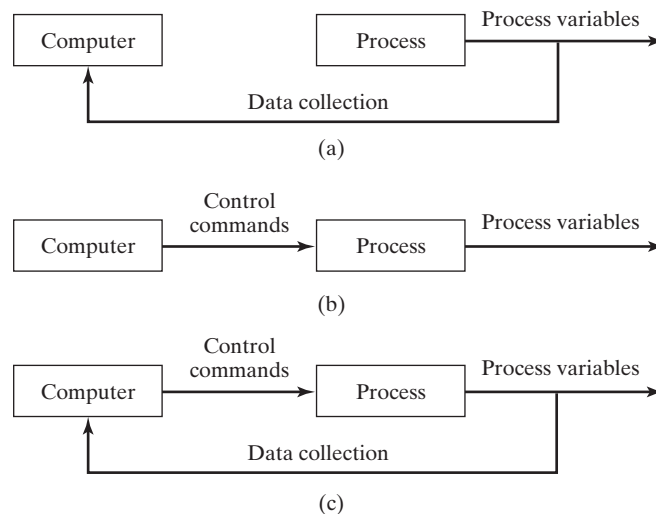 Process variables
Computer
Process
Data collection
(a)
Control
commands
Process variables
Computer
Process
(b)
Control
commands
Process variables
Computer
Process
Data collection
(c)